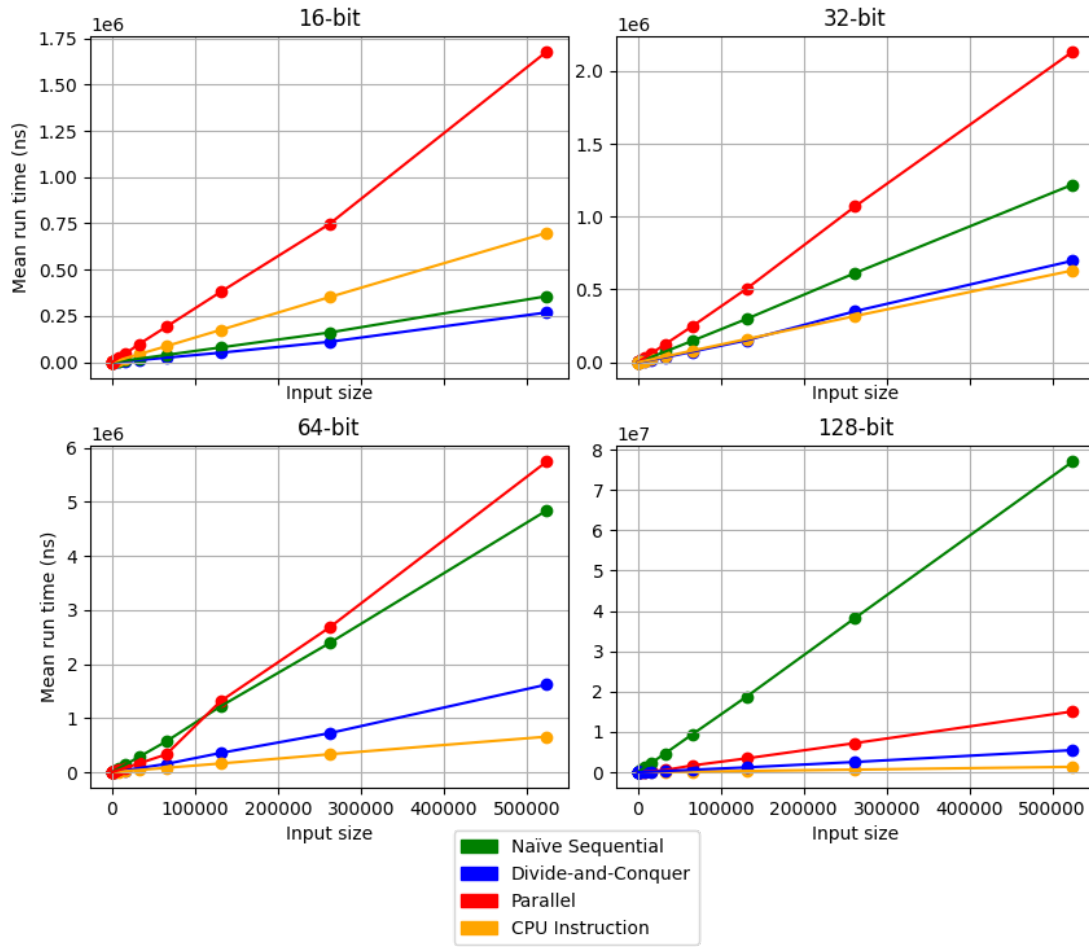 16-bit
1e6
1.75
1.50
1.25
1.00
0.75
0.50
0.25
0.00
Mean run time (ns)
Input size
32-bit
1e6
2.0
1.5
1.0
0.5
0.0
Input size
64-bit
1e6
6
5
4
3
2
1
0
Mean run time (ns)
0 100000 200000 300000 400000 500000
Input size
128-bit
1e7
8
7
6
5
4
3
2
1
0
0 100000 200000 300000 400000 500000
Input size
Naïve Sequential
Divide-and-Conquer
Parallel
CPU Instruction